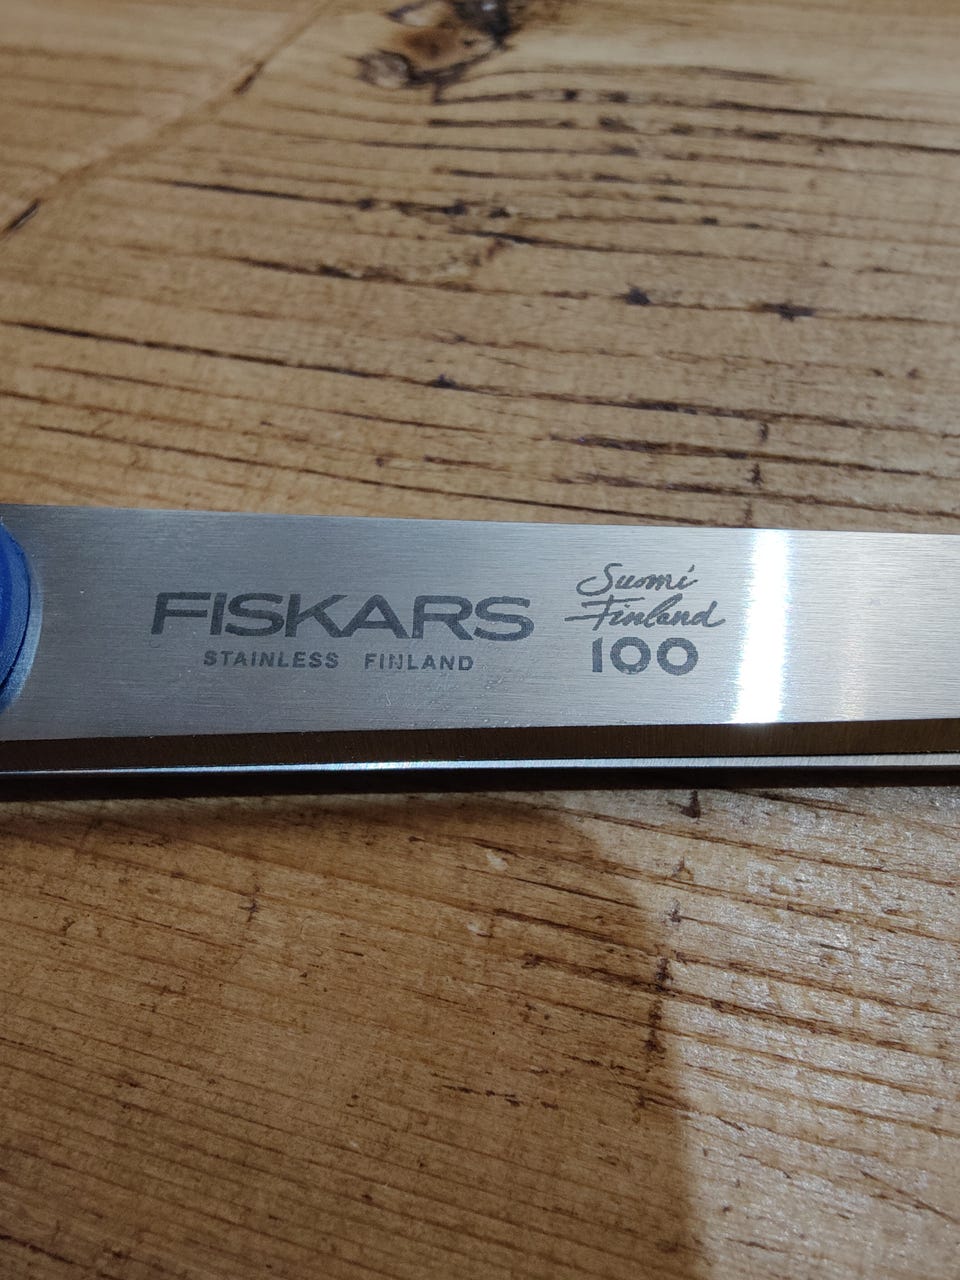 FISKARS
STAINLESS FINLAND
Suomi
Finland
100